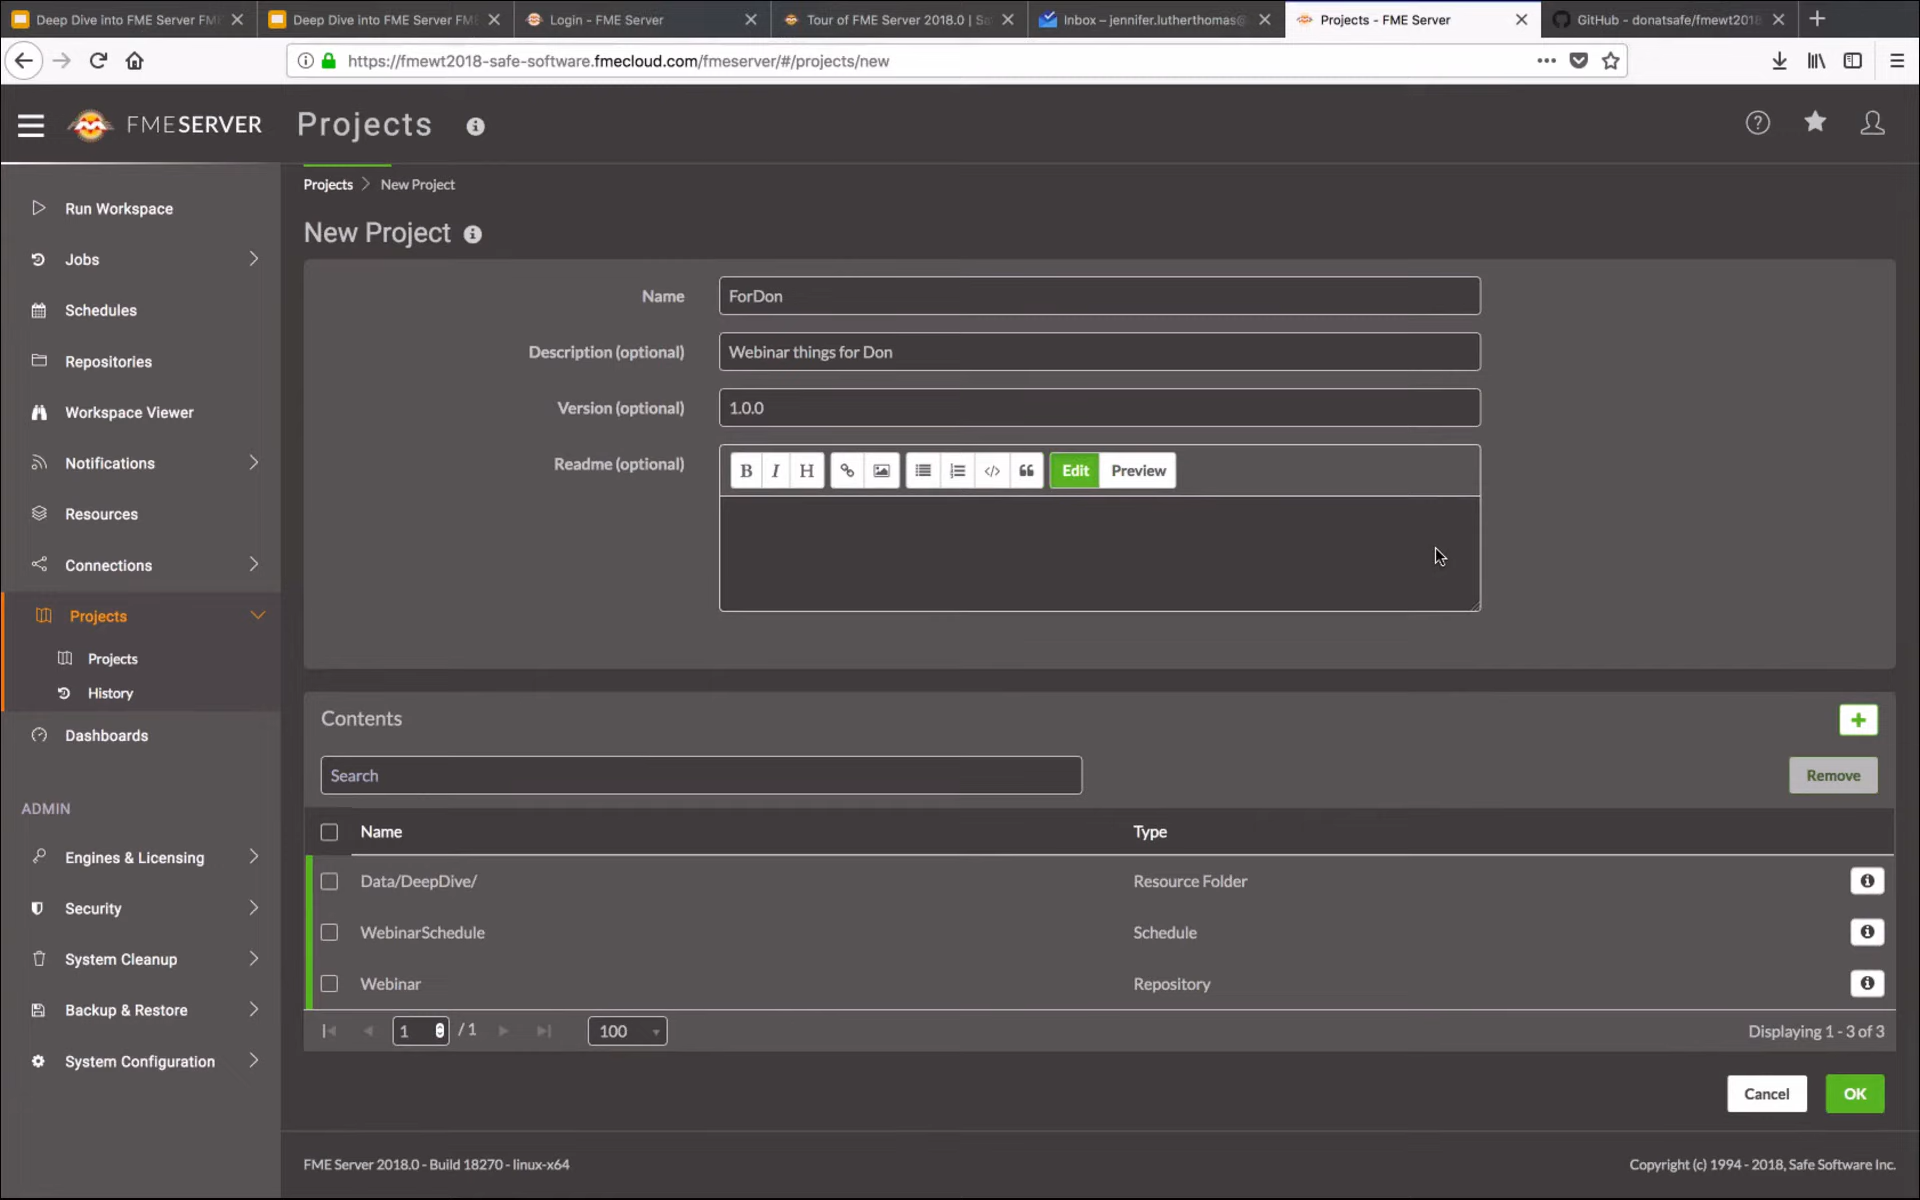 Deep Dive into FME Server FM
Deep Dive into FME Server FM
Login - FME Server
Tour of FME Server 2018.0 | Sa
Inbox – jennifer.lutherthomas@
Projects - FME Server
GitHub - donatsafe/fmewt2018
https://fmewt2018-safe-software.fmecloud.com/fmeserver/#/projects/new
FMESERVER
Projects
Projects > New Project
New Project
Run Workspace
Jobs
Schedules
Repositories
Workspace Viewer
Notifications
Resources
Connections
Projects
Projects
History
Dashboards
ADMIN
Engines & Licensing
Security
System Cleanup
Backup & Restore
System Configuration
Name
ForDon
Description (optional)
Webinar things for Don
Version (optional)
1.0.0
Readme (optional)
B I H </> Edit Preview
Contents
Search
Remove
Name Type
Data/DeepDive/ Resource Folder
WebinarSchedule Schedule
Webinar Repository
1 / 1 100 Displaying 1 - 3 of 3
Cancel OK
FME Server 2018.0 - Build 18270 - linux-x64
Copyright (c) 1994 - 2018, Safe Software Inc.